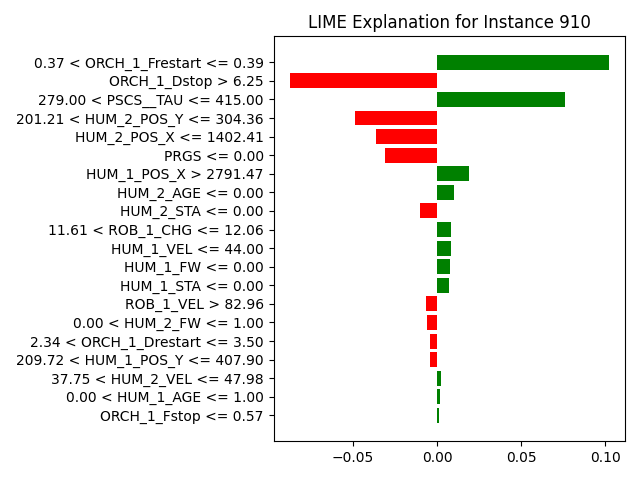 LIME Explanation for Instance 910
0.37 < ORCH_1_Frestart <= 0.39
ORCH_1_Dstop > 6.25
279.00 < PSCS__TAU <= 415.00
201.21 < HUM_2_POS_Y <= 304.36
HUM_2_POS_X <= 1402.41
PRGS <= 0.00
HUM_1_POS_X > 2791.47
HUM_2_AGE <= 0.00
HUM_2_STA <= 0.00
11.61 < ROB_1_CHG <= 12.06
HUM_1_VEL <= 44.00
HUM_1_FW <= 0.00
HUM_1_STA <= 0.00
ROB_1_VEL > 82.96
0.00 < HUM_2_FW <= 1.00
2.34 < ORCH_1_Drestart <= 3.50
209.72 < HUM_1_POS_Y <= 407.90
37.75 < HUM_2_VEL <= 47.98
0.00 < HUM_1_AGE <= 1.00
ORCH_1_Fstop <= 0.57
−0.05 0.00 0.05 0.10